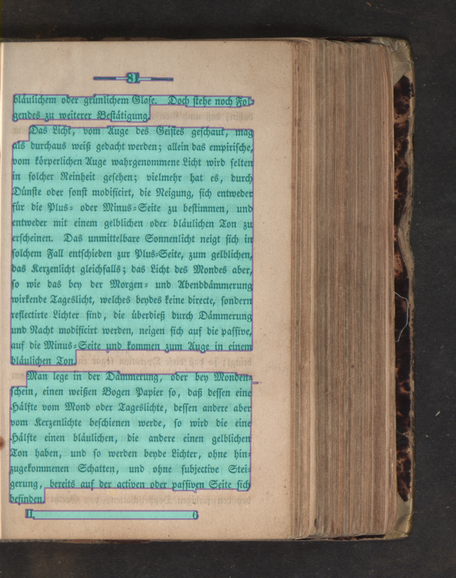 9
bläulichem oder grünlichem Glase. Doch stehe noch Fol-
gendes zu weiterer Bestätigung.
Das Licht, vom Auge des Geistes geschaut, mag
als durchaus weiß gedacht werden; allein das empirische,
vom körperlichen Auge wahrgenommene Licht wird selten
in solcher Reinheit gesehen; vielmehr hat es, durch
Dünste oder sonst modificirt, die Neigung, sich entweder
für die Plus- oder Minus-Seite zu bestimmen, und
entweder mit einem gelblichen oder bläulichen Ton zu
erscheinen. Das unmittelbare Sonnenlicht neigt sich in
solchem Fall entschieden zur Plus-Seite, zum gelblichen,
das Kerzenlicht gleichfalls; das Licht des Mondes aber,
so wie das bey der Morgen- und Abenddämmerung
wirkende Tageslicht, welches beydes keine directe, sondern
reflectirte Lichter sind, die überdieß durch Dämmerung
und Nacht modificirt werden, neigen sich auf die passive,
auf die Minus-Seite und kommen zum Auge in einem
bläulichen Ton.
Man lege in der Dämmerung, oder bey Monden-
schein, einen weißen Bogen Papier so, daß dessen eine
Hälfte vom Mond oder Tageslichte, dessen andere aber
vom Kerzenlichte beschienen werde, so wird die eine
Hälfte einen bläulichen, die andere einen gelblichen
Ton haben, und so werden beyde Lichter, ohne hin-
zugekommenen Schatten, und ohne subjective Stei-
gerung, bereits auf der activen oder passiven Seite sich
befinden.